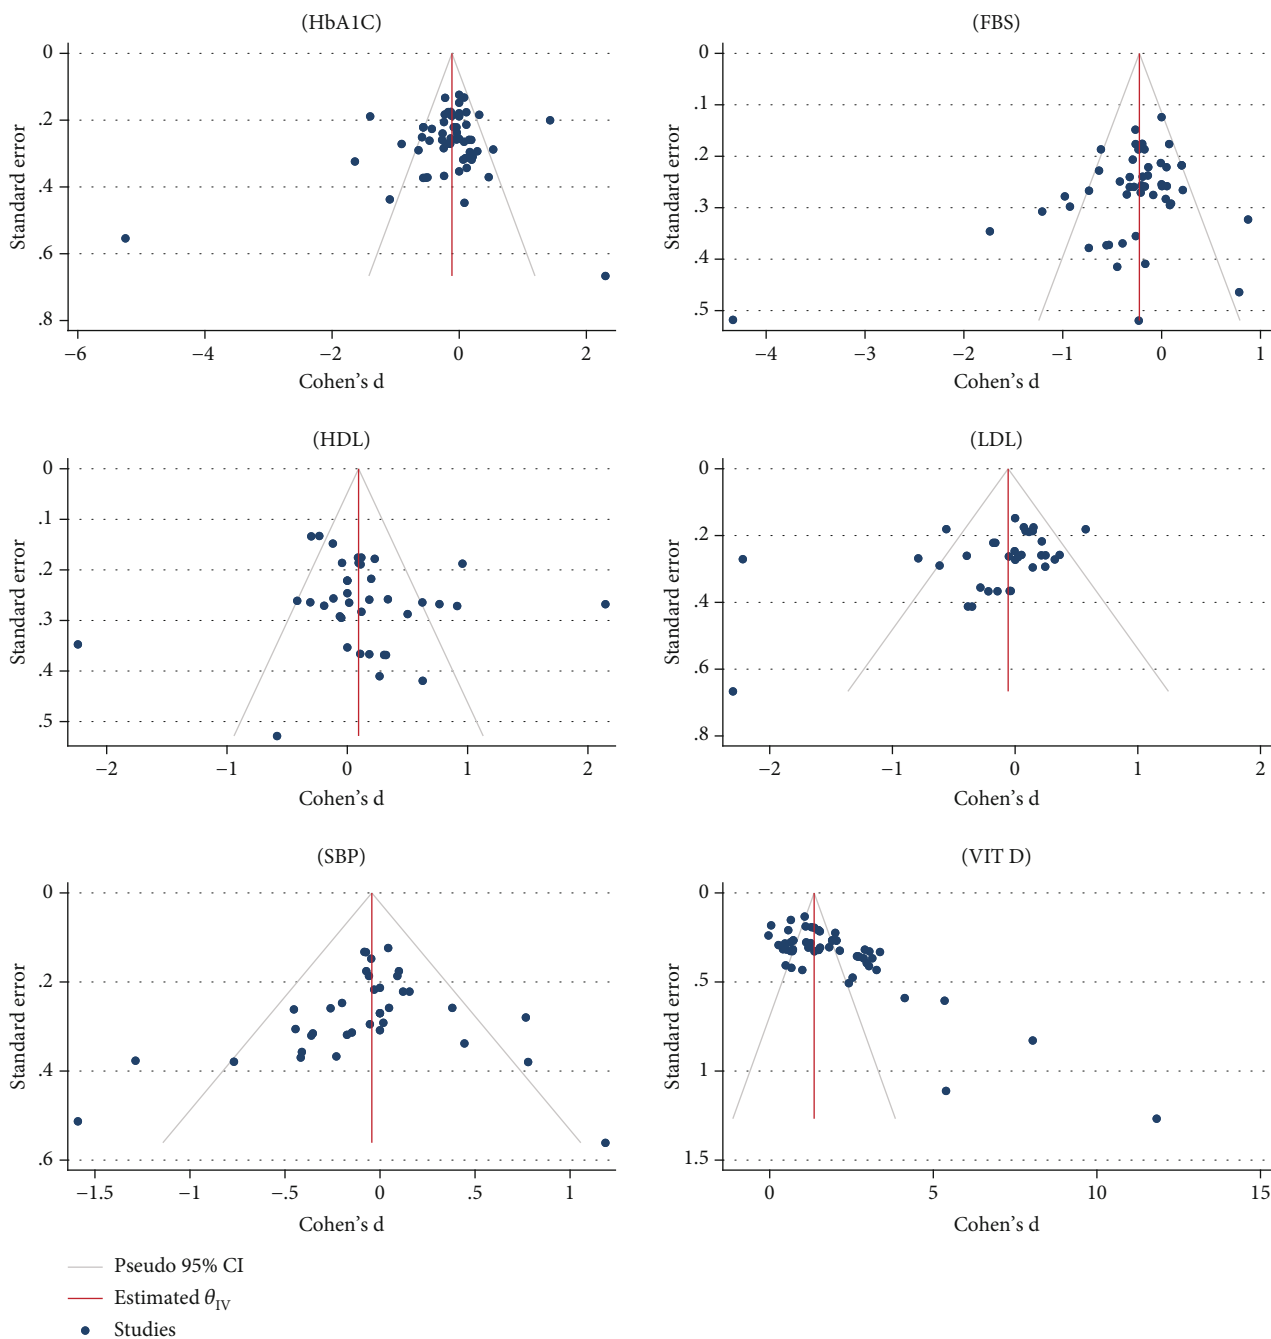 (HbA1C)
0
.2
.4
.6
.8
Standard error
−6
−4
−2
0
2
Cohen's d
(FBS)
0
.1
.2
.3
.4
.5
Standard error
−4
−3
−2
−1
0
1
Cohen's d
(HDL)
0
.1
.2
.3
.4
.5
Standard error
−2
−1
0
1
2
Cohen's d
(LDL)
0
.2
.4
.6
.8
Standard error
−2
−1
0
1
2
Cohen's d
(SBP)
0
.2
.4
.6
Standard error
−1.5
−1
−.5
0
.5
1
Cohen's d
(VIT D)
0
.5
1
1.5
Standard error
0
5
10
15
Cohen's d
Pseudo 95% CI
Estimated θIV
Studies